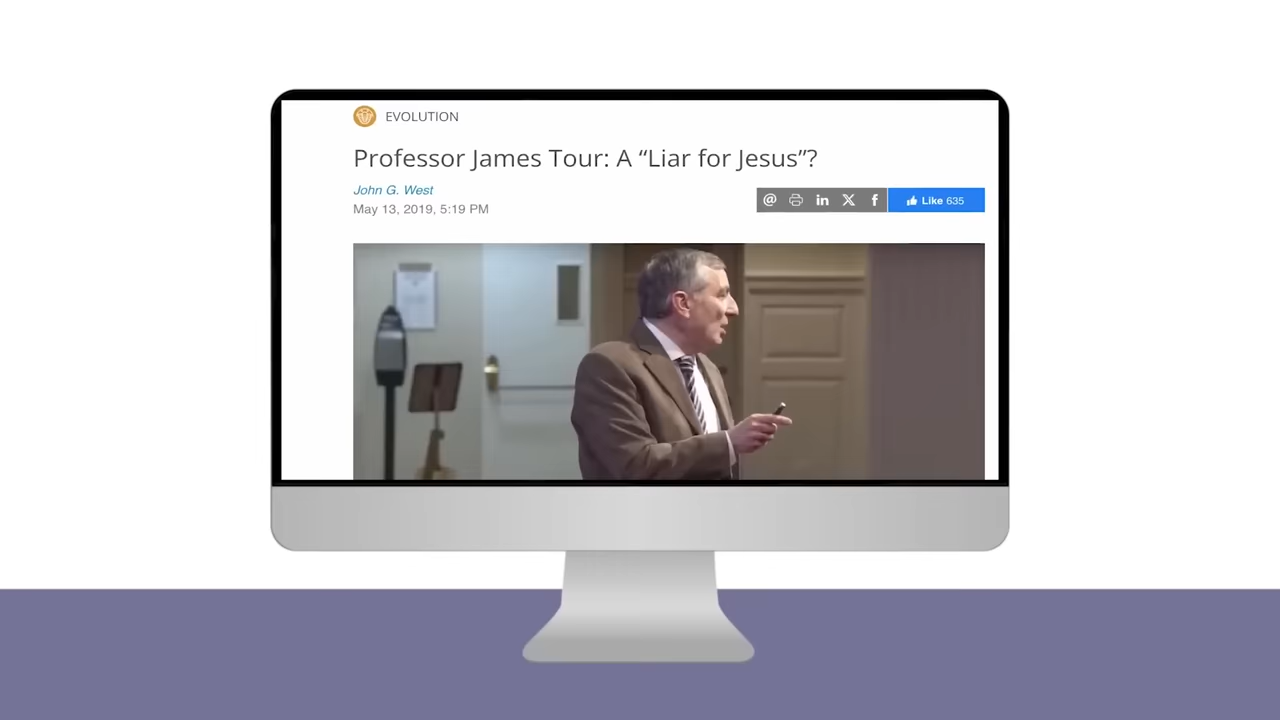 EVOLUTION
Professor James Tour: A “Liar for Jesus”?
John G. West
May 13, 2019, 5:19 PM
Like 635